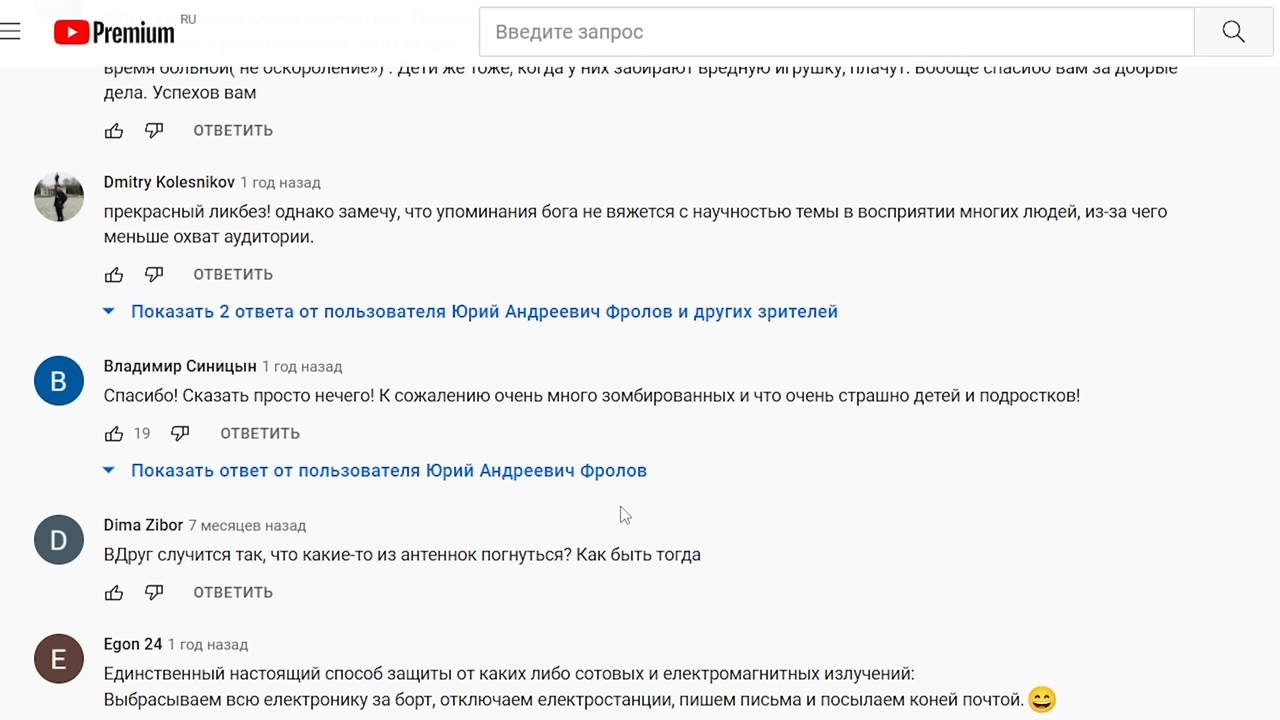 Premium RU
Введите запрос
время больной( не оскорбление») . Дети же тоже, когда у них забирают вредную игрушку, плачут. Вообще спасибо вам за добрые
дела. Успехов вам
ОТВЕТИТЬ
Dmitry Kolesnikov 1 год назад
прекрасный ликбез! однако замечу, что упоминания бога не вяжется с научностью темы в восприятии многих людей, из-за чего
меньше охват аудитории.
ОТВЕТИТЬ
Показать 2 ответа от пользователя Юрий Андреевич Фролов и других зрителей
В
Владимир Синицын 1 год назад
Спасибо! Сказать просто нечего! К сожалению очень много зомбированных и что очень страшно детей и подростков!
19 ОТВЕТИТЬ
Показать ответ от пользователя Юрий Андреевич Фролов
D
Dima Zibor 7 месяцев назад
ВДруг случится так, что какие-то из антеннок погнуться? Как быть тогда
ОТВЕТИТЬ
E
Egon 24 1 год назад
Единственный настоящий способ защиты от каких либо сотовых и електромагнитных излучений:
Выбрасываем всю електронику за борт, отключаем електростанции, пишем письма и посылаем коней почтой. 😄